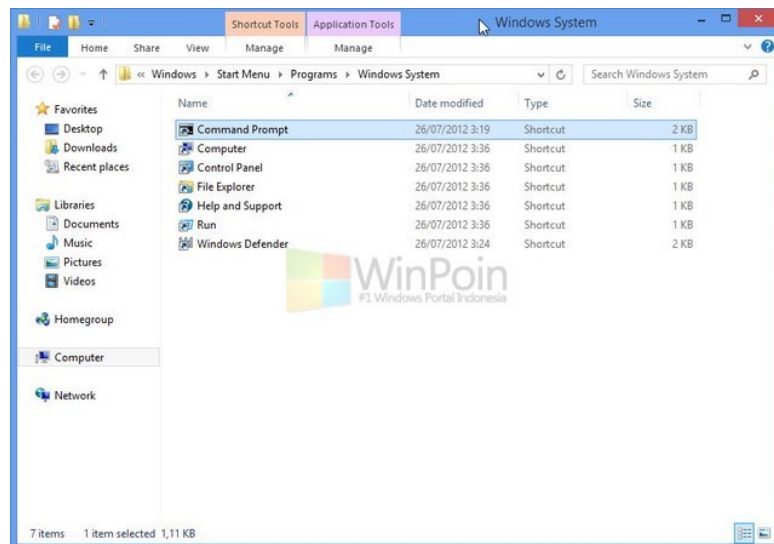 Shortcut Tools Application Tools Windows System
File Home Share View Manage Manage
« Windows Start Menu Programs Windows System Search Windows System
Favorites
Desktop
Downloads
Recent places
Libraries
Documents
Music
Pictures
Videos
Homegroup
Computer
Network
Name Date modified Type Size
Command Prompt 26/07/2012 3:19 Shortcut 2 KB
Computer 26/07/2012 3:36 Shortcut 1 KB
Control Panel 26/07/2012 3:36 Shortcut 1 KB
File Explorer 26/07/2012 3:36 Shortcut 1 KB
Help and Support 26/07/2012 3:36 Shortcut 1 KB
Run 26/07/2012 3:36 Shortcut 1 KB
Windows Defender 26/07/2012 3:24 Shortcut 2 KB
WinPoin
#1 Windows Portal Indonesia
7 items 1 item selected 1,11 KB